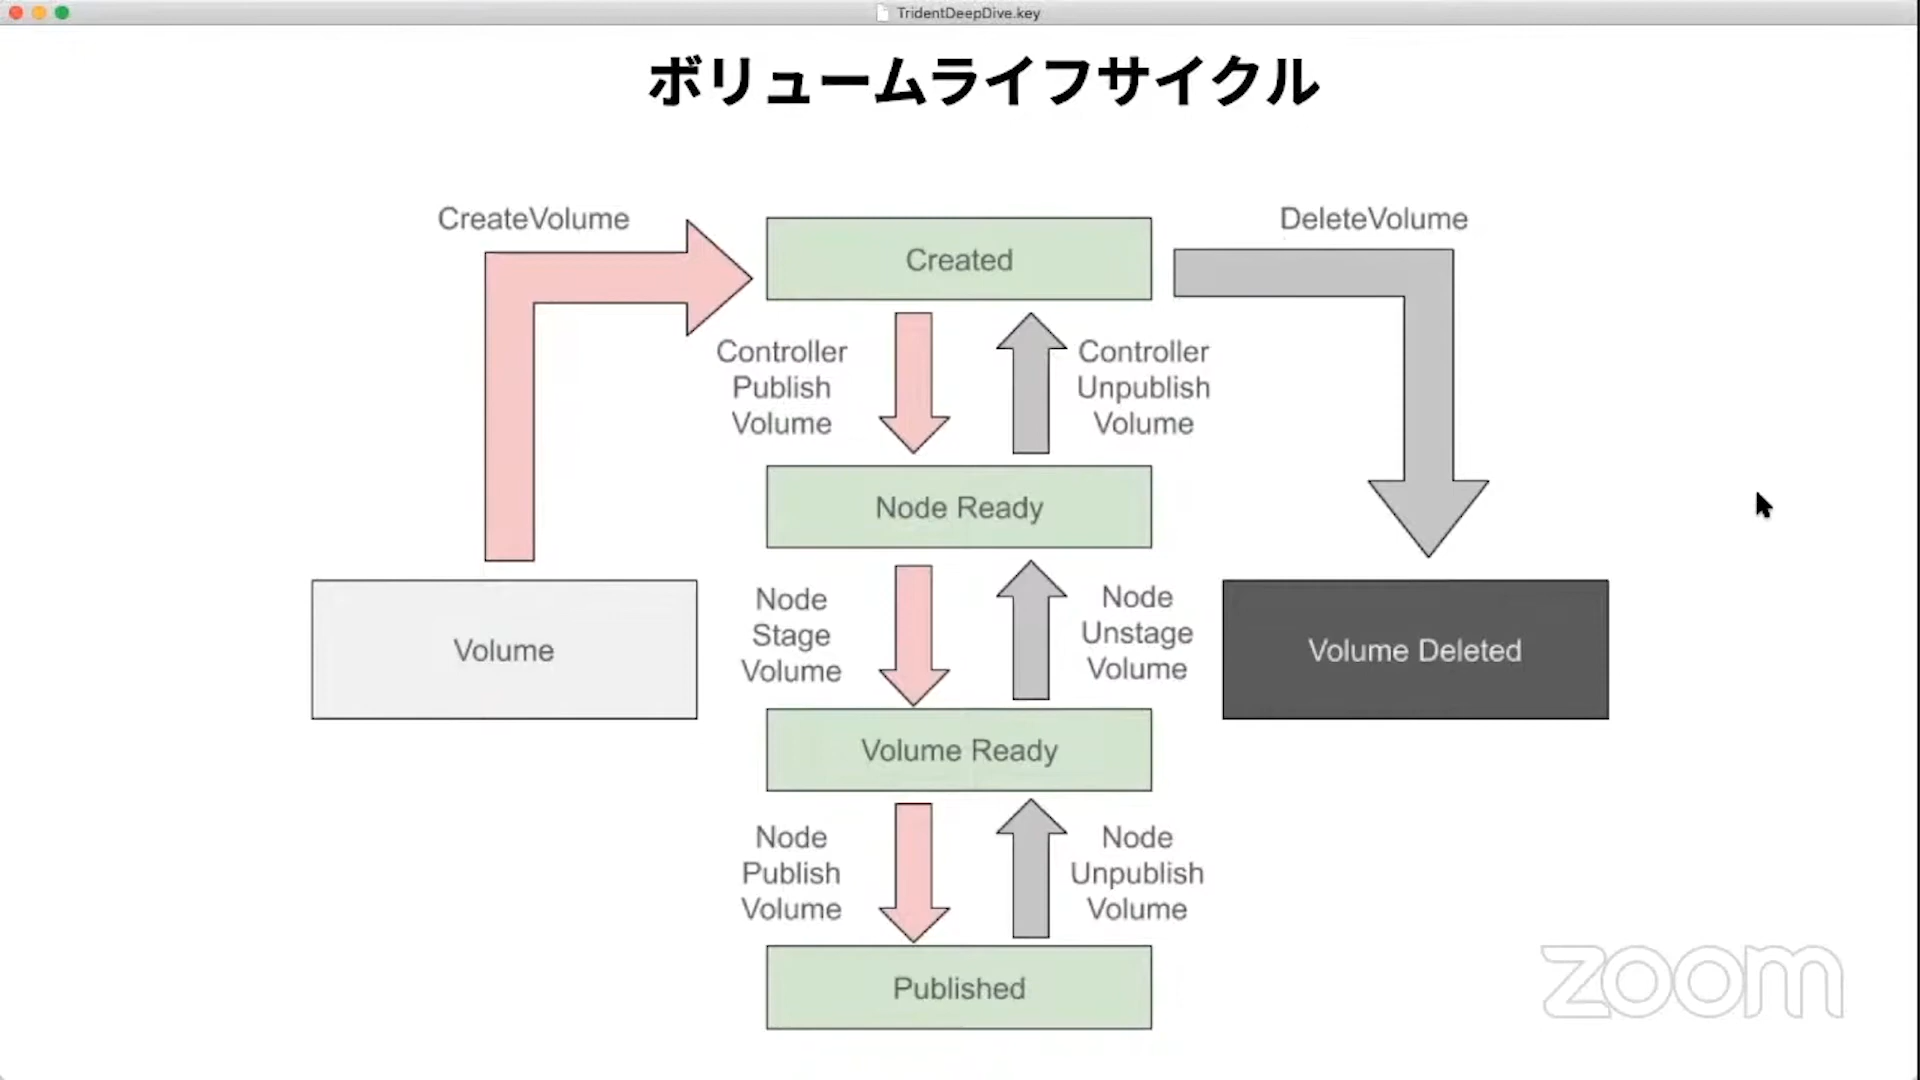 TridentDeepDive.key
ボリュームライフサイクル
CreateVolume
Created
DeleteVolume
Controller
Publish
Volume
Controller
Unpublish
Volume
Node Ready
Node
Stage
Volume
Node
Unstage
Volume
Volume
Volume Deleted
Volume Ready
Node
Publish
Volume
Node
Unpublish
Volume
Published
zoom